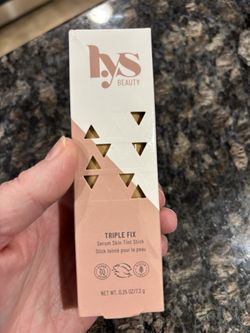 lys
BEAUTY
TRIPLE FIX
Serum Skin Tint Stick
Stick teinté pour la peau
NET WT. 0.25 OZ/7.2 g